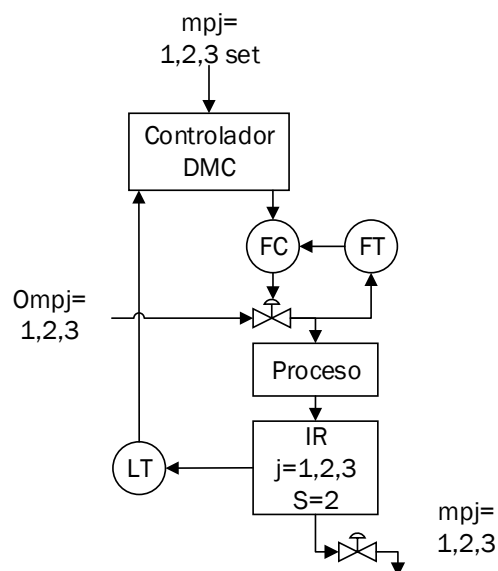 mpj=
1,2,3 set
Controlador
DMC
FC
FT
Ompj=
1,2,3
Proceso
IR
j=1,2,3
S=2
LT
mpj=
1,2,3